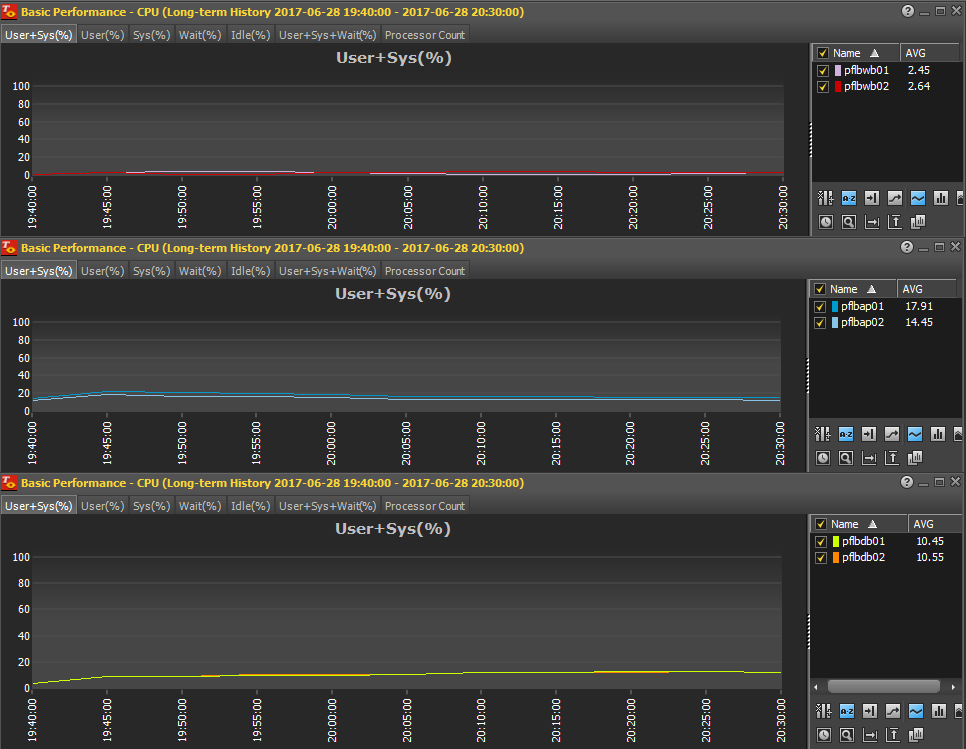 Basic Performance - CPU (Long-term History 2017-06-28 19:40:00 - 2017-06-28 20:30:00)
User+Sys(%) User(%) Sys(%) Wait(%) Idle(%) User+Sys+Wait(%) Processor Count
User+Sys(%)
Name AVG
pflbwb01 2.45
pflbwb02 2.64
100
80
60
40
20
0
19:40:00 19:45:00 19:50:00 19:55:00 20:00:00 20:05:00 20:10:00 20:15:00 20:20:00 20:25:00 20:30:00
Basic Performance - CPU (Long-term History 2017-06-28 19:40:00 - 2017-06-28 20:30:00)
User+Sys(%) User(%) Sys(%) Wait(%) Idle(%) User+Sys+Wait(%) Processor Count
User+Sys(%)
Name AVG
pflbap01 17.91
pflbap02 14.45
100
80
60
40
20
0
19:40:00 19:45:00 19:50:00 19:55:00 20:00:00 20:05:00 20:10:00 20:15:00 20:20:00 20:25:00 20:30:00
Basic Performance - CPU (Long-term History 2017-06-28 19:40:00 - 2017-06-28 20:30:00)
User+Sys(%) User(%) Sys(%) Wait(%) Idle(%) User+Sys+Wait(%) Processor Count
User+Sys(%)
Name AVG
pflbdb01 10.45
pflbdb02 10.55
100
80
60
40
20
0
19:40:00 19:45:00 19:50:00 19:55:00 20:00:00 20:05:00 20:10:00 20:15:00 20:20:00 20:25:00 20:30:00